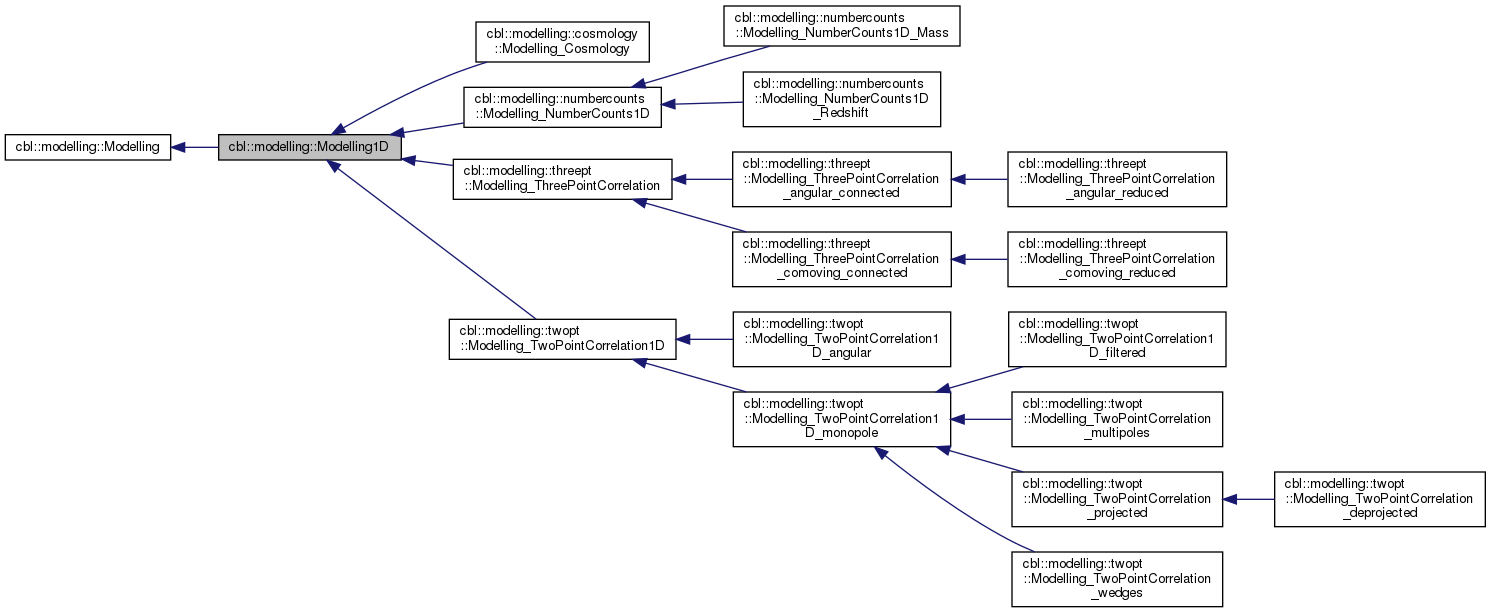 cbl::modelling::Modelling
cbl::modelling::Modelling1D
cbl::modelling::cosmology
::Modelling_Cosmology
cbl::modelling::numbercounts
::Modelling_NumberCounts1D
cbl::modelling::threept
::Modelling_ThreePointCorrelation
cbl::modelling::twopt
::Modelling_TwoPointCorrelation1D
cbl::modelling::numbercounts
::Modelling_NumberCounts1D_Mass
cbl::modelling::numbercounts
::Modelling_NumberCounts1D
_Redshift
cbl::modelling::threept
::Modelling_ThreePointCorrelation
_angular_connected
cbl::modelling::threept
::Modelling_ThreePointCorrelation
_comoving_connected
cbl::modelling::twopt
::Modelling_TwoPointCorrelation1
D_angular
cbl::modelling::twopt
::Modelling_TwoPointCorrelation1
D_monopole
cbl::modelling::threept
::Modelling_ThreePointCorrelation
_angular_reduced
cbl::modelling::threept
::Modelling_ThreePointCorrelation
_comoving_reduced
cbl::modelling::twopt
::Modelling_TwoPointCorrelation1
D_filtered
cbl::modelling::twopt
::Modelling_TwoPointCorrelation
_multipoles
cbl::modelling::twopt
::Modelling_TwoPointCorrelation
_projected
cbl::modelling::twopt
::Modelling_TwoPointCorrelation
_wedges
cbl::modelling::twopt
::Modelling_TwoPointCorrelation
_deprojected